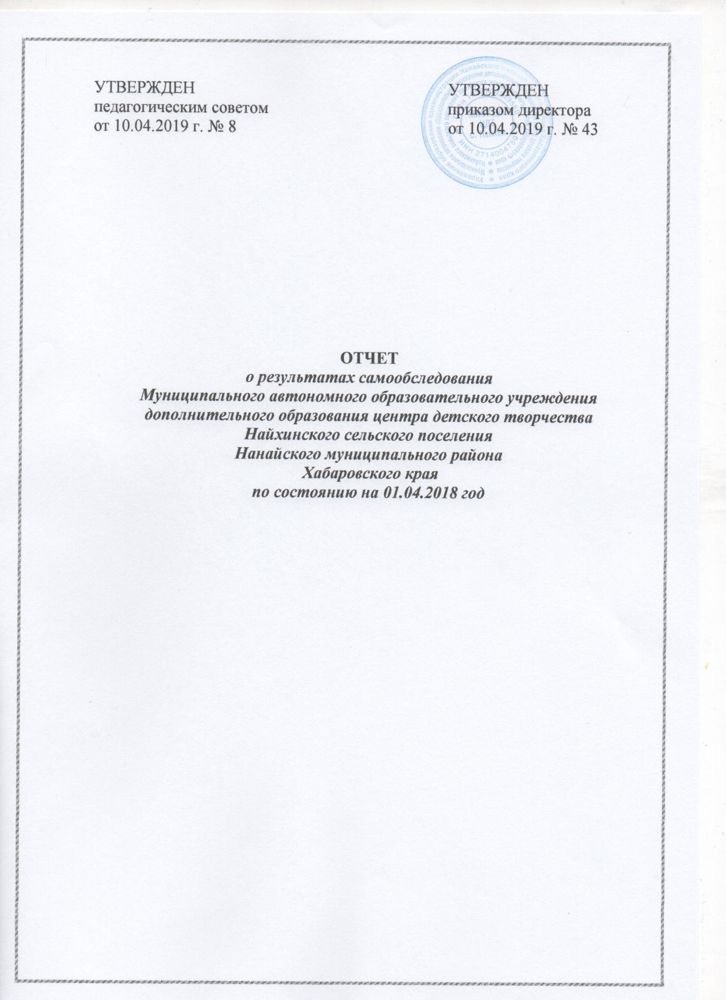 УТВЕРЖДЕН
педагогическим советом
от 10.04.2019 г. № 8
УТВЕРЖДЕН
приказом директора
от 10.04.2019 г. № 43
ИНН 2714004780
ОТЧЕТ
о результатах самообследования
Муниципального автономного образовательного учреждения
дополнительного образования центра детского творчества
Найхинского сельского поселения
Нанайского муниципального района
Хабаровского края
по состоянию на 01.04.2018 год